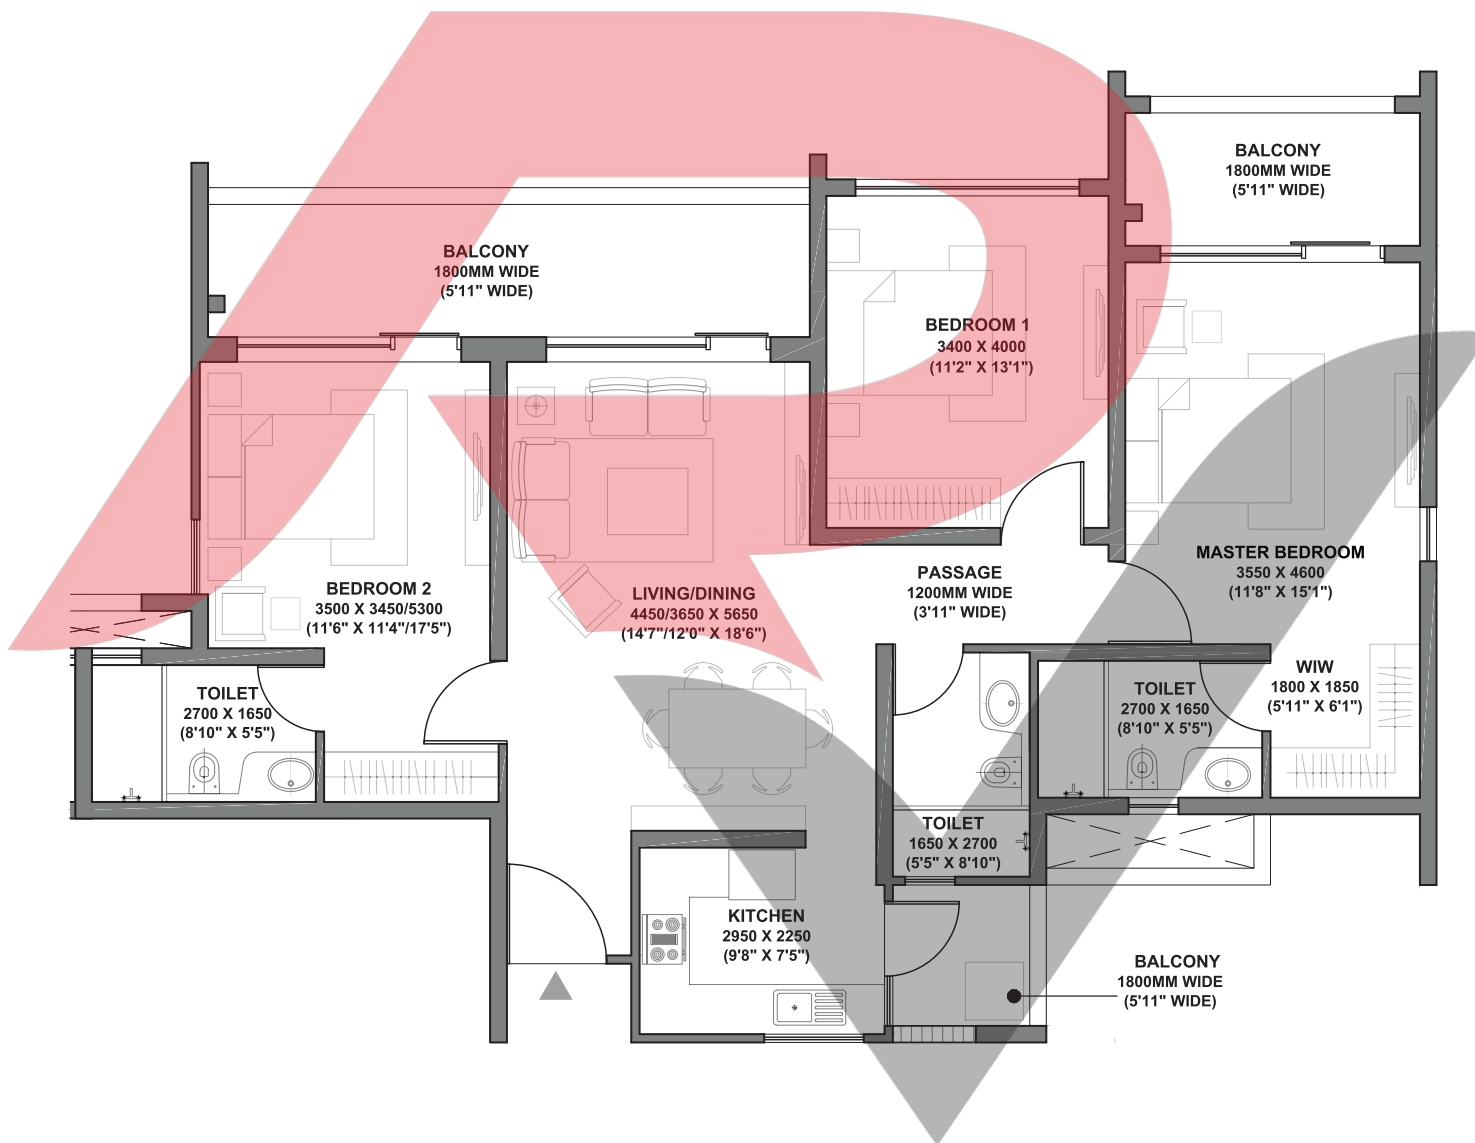 BALCONY
1800MM WIDE
(5'11" WIDE)
BALCONY
1800MM WIDE
(5'11" WIDE)
BEDROOM 1
3400 X 4000
(11'2" X 13'1")
MASTER BEDROOM
3550 X 4600
(11'8" X 15'1")
PASSAGE
1200MM WIDE
(3'11" WIDE)
BEDROOM 2
3500 X 3450/5300
(11'6" X 11'4"/17'5")
LIVING/DINING
4450/3650 X 5650
(14'7"/12'0" X 18'6")
WIW
1800 X 1850
(5'11" X 6'1")
TOILET
2700 X 1650
(8'10" X 5'5")
TOILET
2700 X 1650
(8'10" X 5'5")
TOILET
1650 X 2700
(5'5" X 8'10")
KITCHEN
2950 X 2250
(9'8" X 7'5")
BALCONY
1800MM WIDE
(5'11" WIDE)